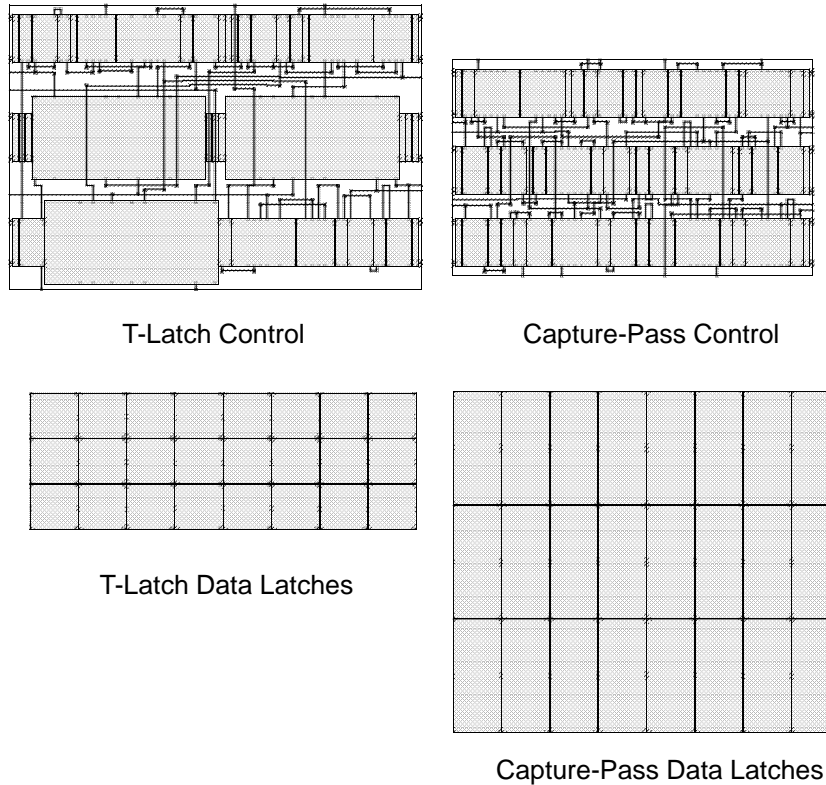 T-Latch Control
Capture-Pass Control
T-Latch Data Latches
Capture-Pass Data Latches